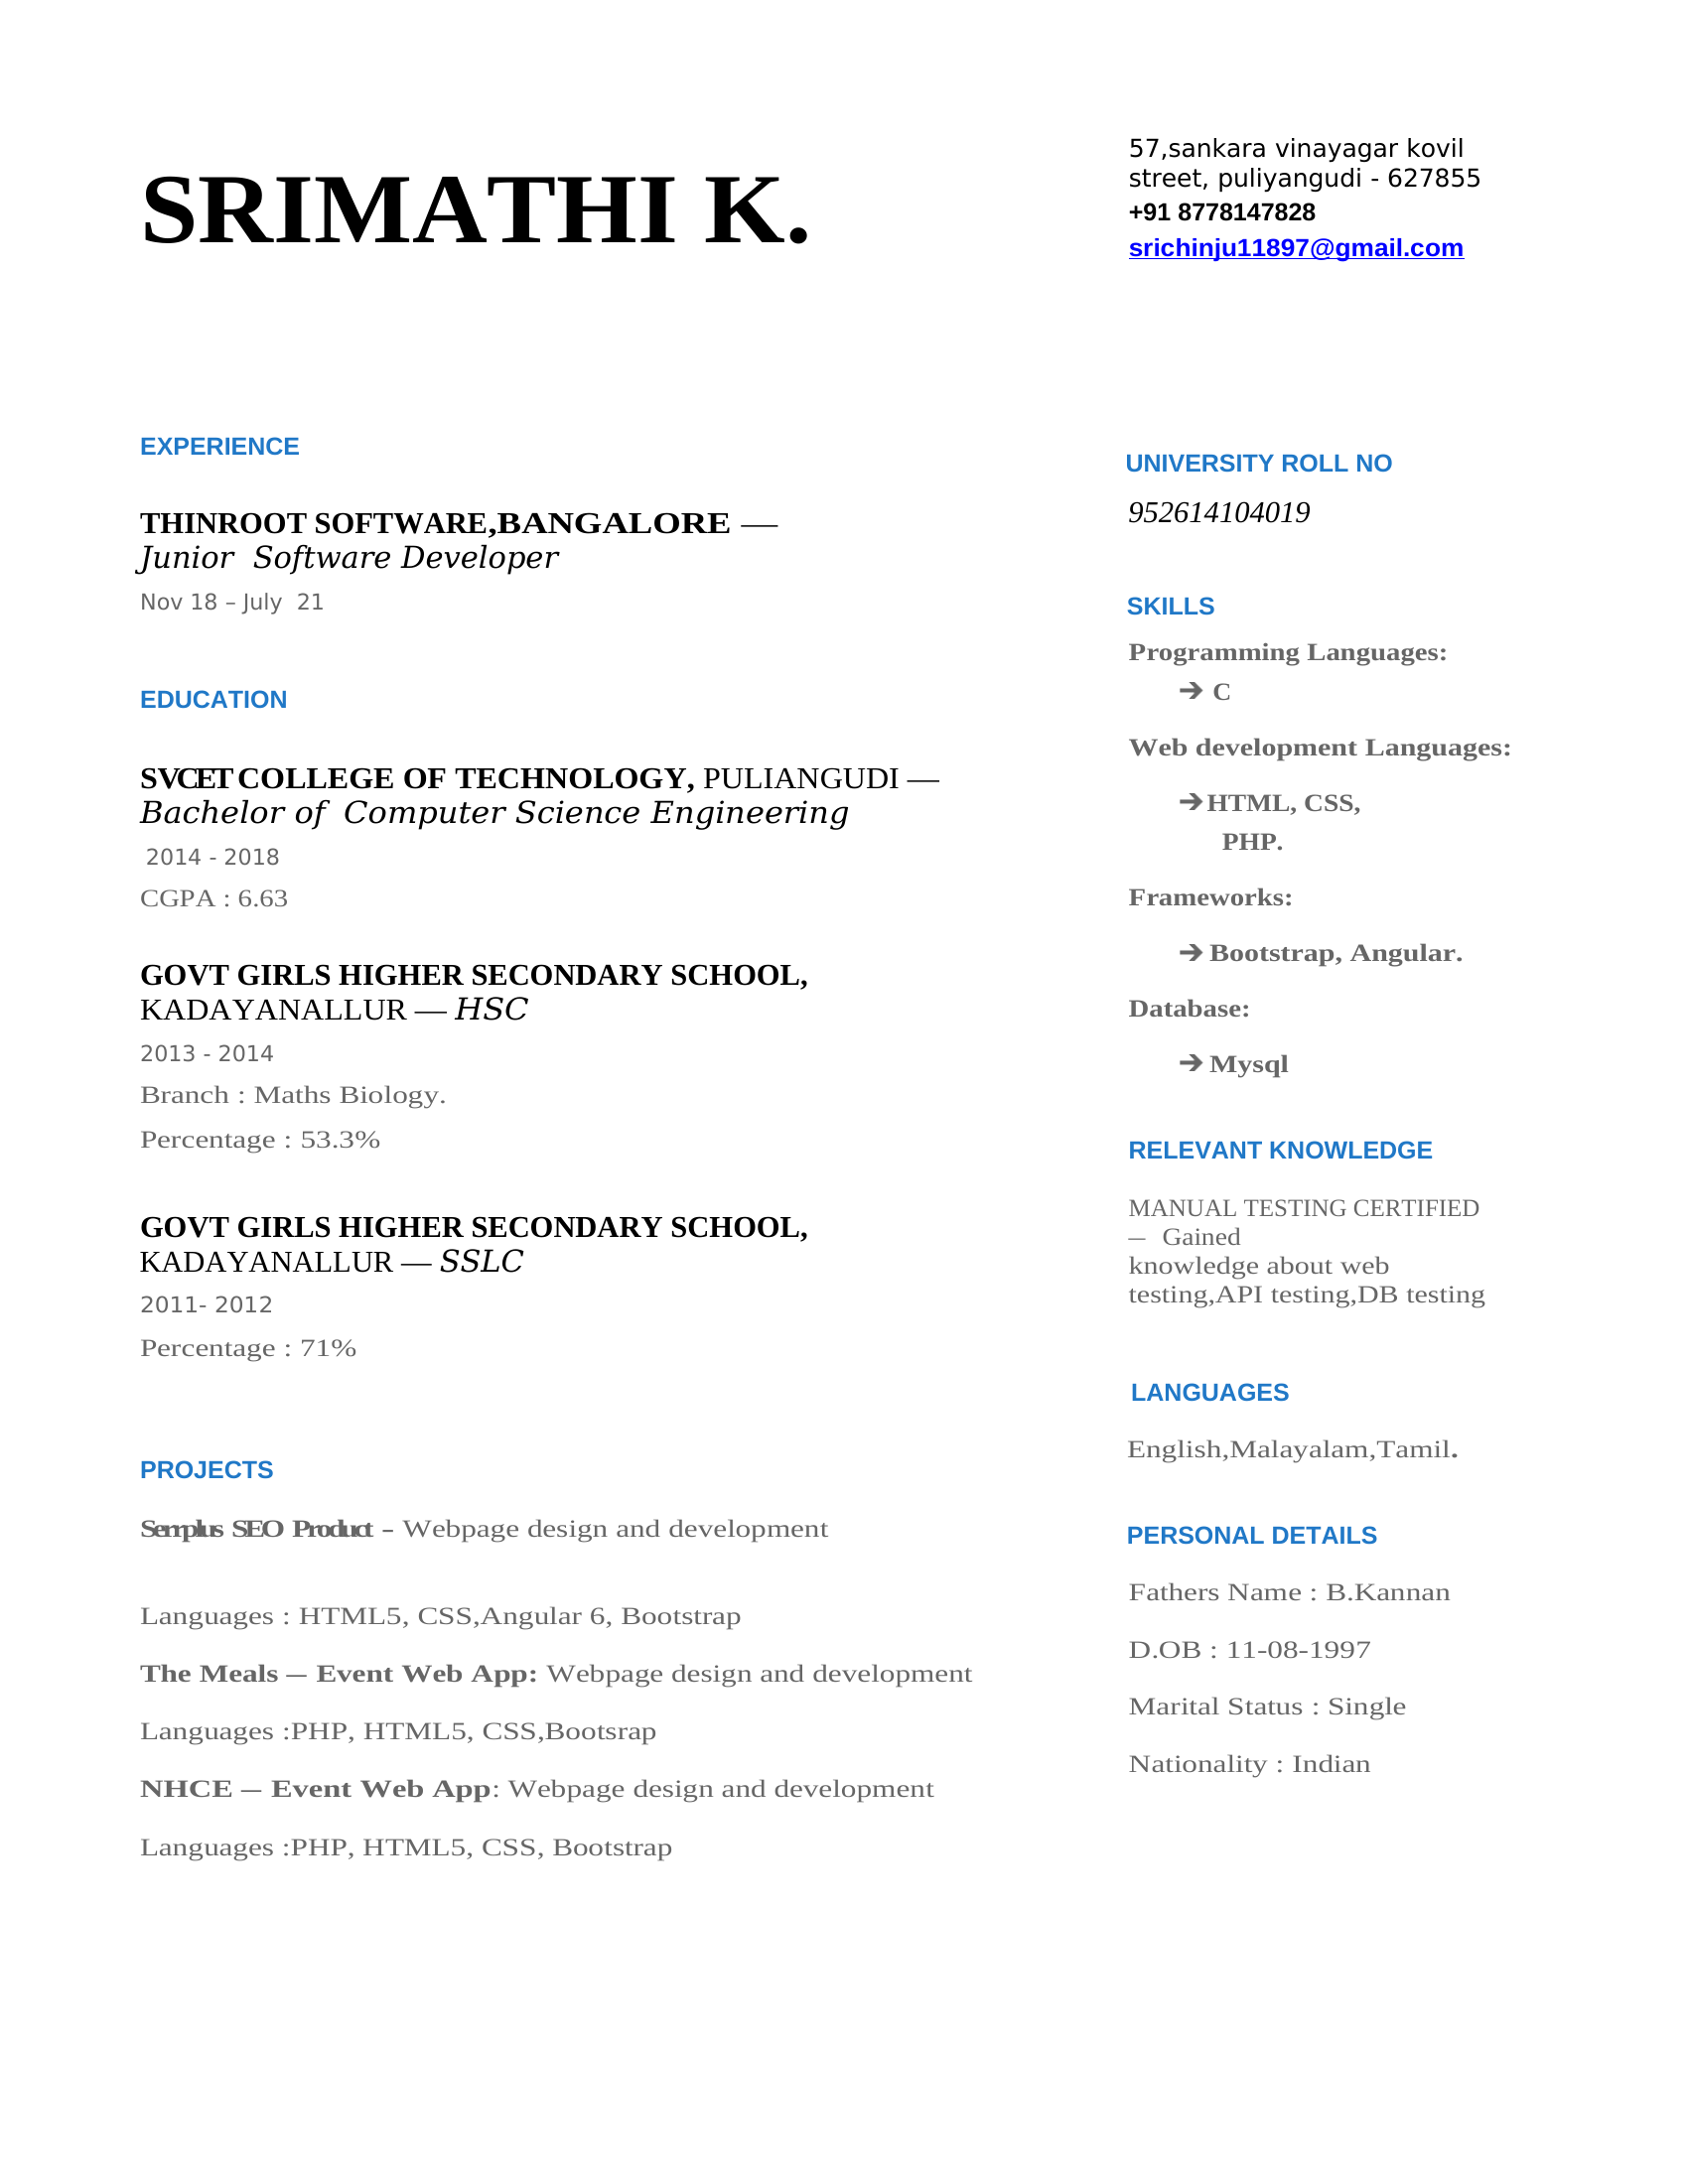 SRIMATHI K.
57,sankara vinayagar kovil
street, puliyangudi - 627855
+91 8778147828
srichinju11897@gmail.com
EXPERIENCE
THINROOT SOFTWARE,BANGALORE —
Junior Software Developer
Nov 18 – July 21
EDUCATION
SVCET COLLEGE OF TECHNOLOGY, PULIANGUDI —
Bachelor of Computer Science Engineering
2014 - 2018
CGPA : 6.63
GOVT GIRLS HIGHER SECONDARY SCHOOL,
KADAYANALLUR — HSC
2013 - 2014
Branch : Maths Biology.
Percentage : 53.3%
GOVT GIRLS HIGHER SECONDARY SCHOOL,
KADAYANALLUR — SSLC
2011- 2012
Percentage : 71%
PROJECTS
Serrplus SEO Product - Webpage design and development
Languages : HTML5, CSS,Angular 6, Bootstrap
The Meals – Event Web App: Webpage design and development
Languages :PHP, HTML5, CSS,Bootsrap
NHCE – Event Web App: Webpage design and development
Languages :PHP, HTML5, CSS, Bootstrap
UNIVERSITY ROLL NO
952614104019
SKILLS
Programming Languages:
➔ C
Web development Languages:
➔ HTML, CSS,
PHP.
Frameworks:
➔ Bootstrap, Angular.
Database:
➔ Mysql
RELEVANT KNOWLEDGE
MANUAL TESTING CERTIFIED
– Gained
knowledge about web
testing,API testing,DB testing
LANGUAGES
English,Malayalam,Tamil.
PERSONAL DETAILS
Fathers Name : B.Kannan
D.OB : 11-08-1997
Marital Status : Single
Nationality : Indian